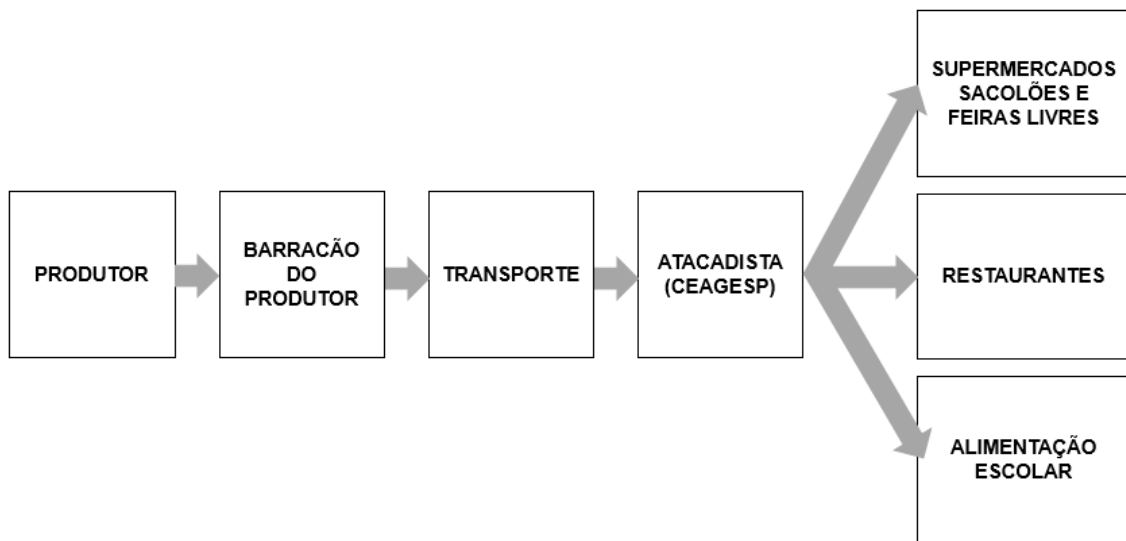 PRODUTOR
BARRACÃO
DO
PRODUTOR
TRANSPORTE
ATACADISTA
(CEAGESP)
SUPERMERCADOS
SACOLÕES E
FEIRAS LIVRES
RESTAURANTES
ALIMENTAÇÃO
ESCOLAR